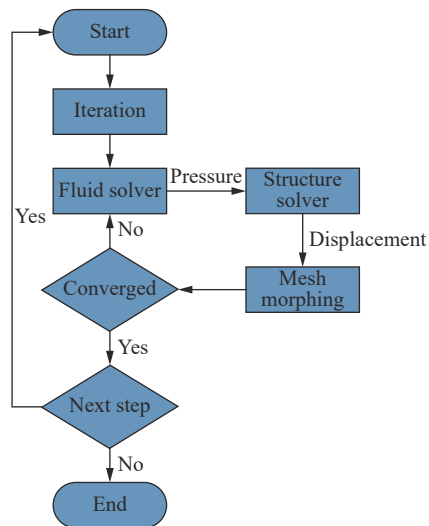 Start
Iteration
Fluid solver
Pressure
Structure
solver
Yes
No
Displacement
Converged
Mesh
morphing
Yes
Next step
No
End